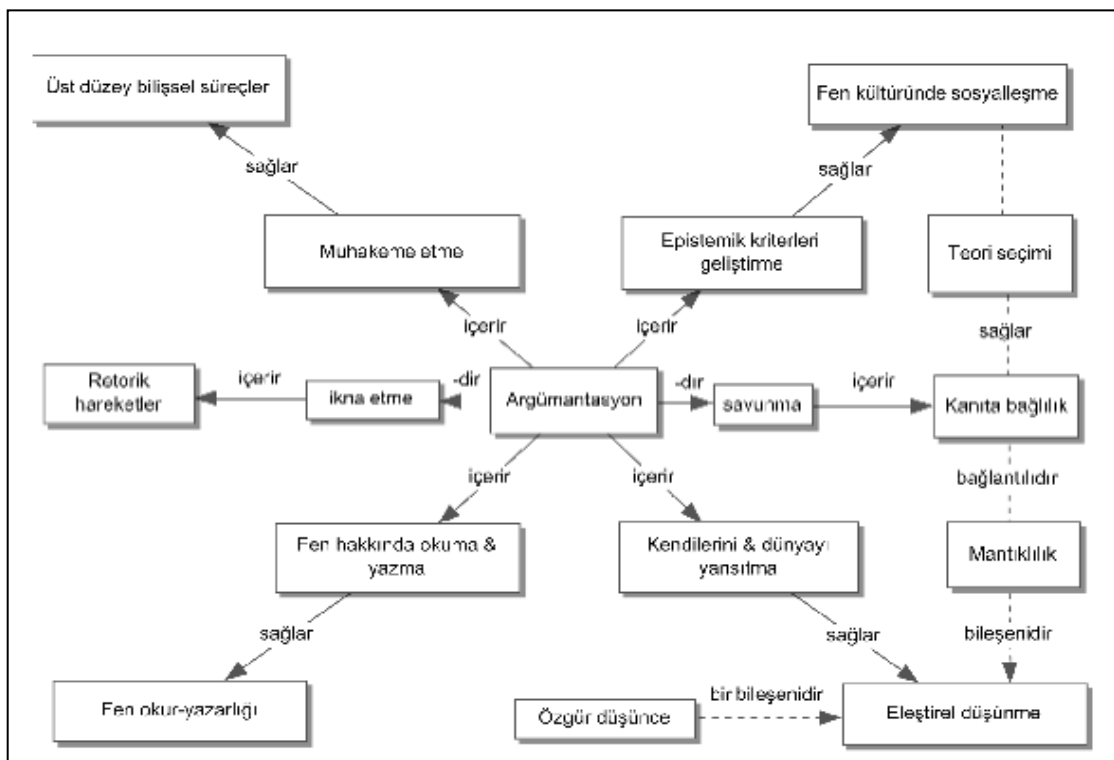 Üst düzey bilişsel süreçler
Fen kültüründe sosyalleşme
sağlar
sağlar
Muhakeme etme
Epistemik kriterleri
geliştirme
Teori seçimi
içerir
içerir
sağlar
Retorik
hareketler
içerir
ikna etme
-dir
Argümantasyon
-dır
savunma
içerir
Kanıta bağlılık
içerir
içerir
bağlantılıdır
Fen hakkında okuma &
yazma
Kendilerini & dünyayı
yansıtma
Mantıklılık
sağlar
sağlar
bileşenidir
Fen okur-yazarlığı
Özgür düşünce
bir bileşenidir
Eleştirel düşünme